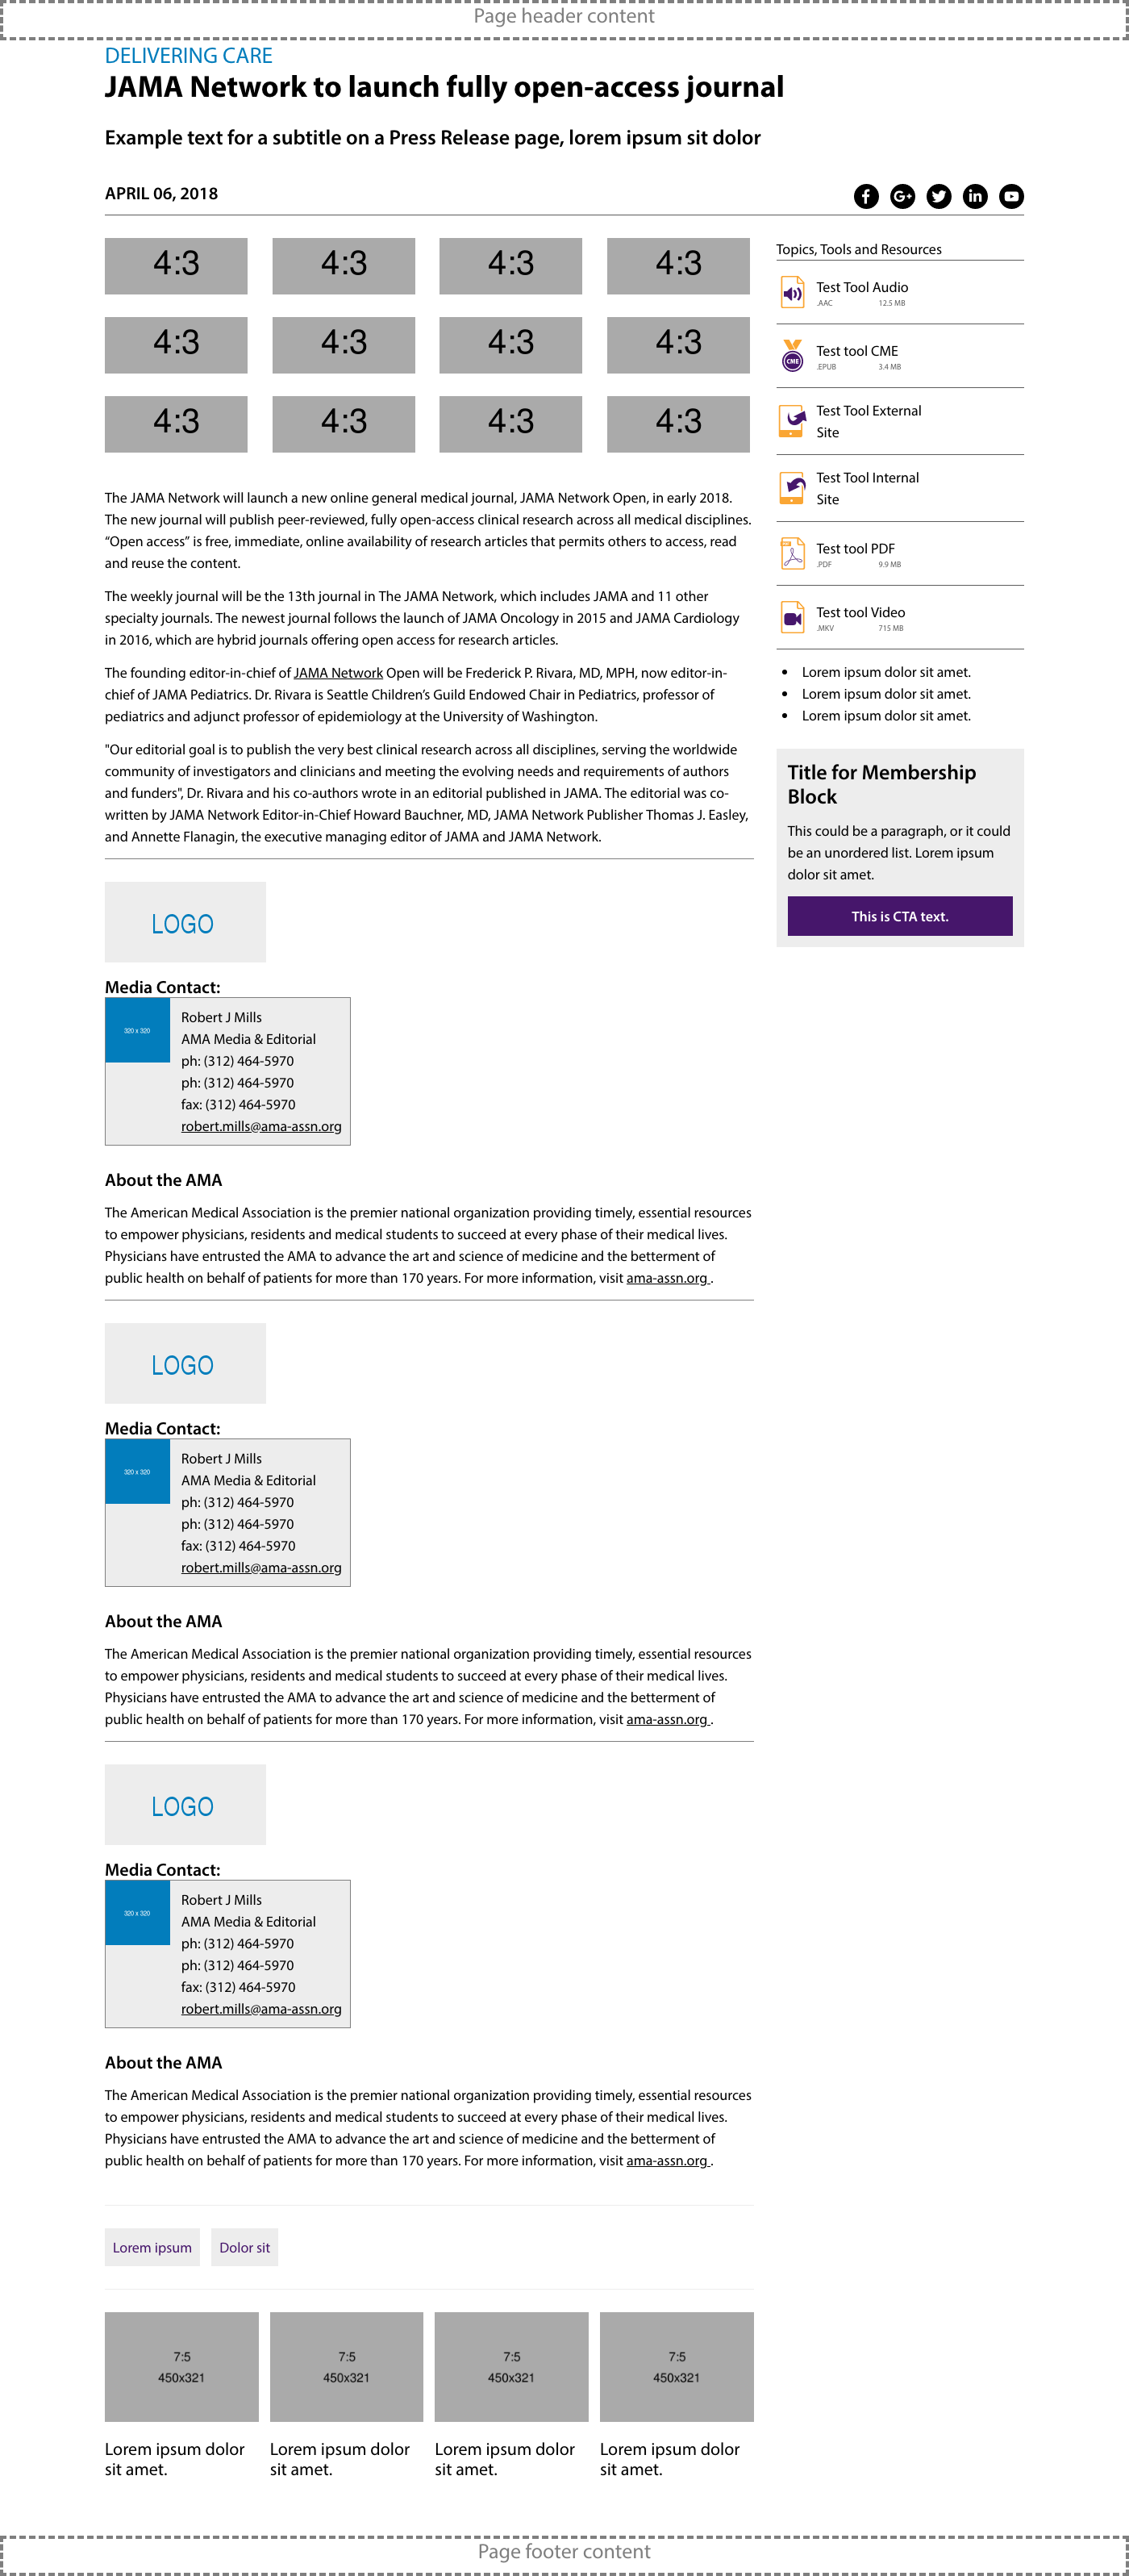 Page header content
DELIVERING CARE
JAMA Network to launch fully open-access journal
Example text for a subtitle on a Press Release page, lorem ipsum sit dolor
APRIL 06, 2018
4:3 4:3 4:3 4:3
4:3 4:3 4:3 4:3
4:3 4:3 4:3 4:3
The JAMA Network will launch a new online general medical journal, JAMA Network Open, in early 2018.
The new journal will publish peer-reviewed, fully open-access clinical research across all medical disciplines.
“Open access” is free, immediate, online availability of research articles that permits others to access, read
and reuse the content.
The weekly journal will be the 13th journal in The JAMA Network, which includes JAMA and 11 other
specialty journals. The newest journal follows the launch of JAMA Oncology in 2015 and JAMA Cardiology
in 2016, which are hybrid journals offering open access for research articles.
The founding editor-in-chief of JAMA Network Open will be Frederick P. Rivara, MD, MPH, now editor-in-
chief of JAMA Pediatrics. Dr. Rivara is Seattle Children’s Guild Endowed Chair in Pediatrics, professor of
pediatrics and adjunct professor of epidemiology at the University of Washington.
"Our editorial goal is to publish the very best clinical research across all disciplines, serving the worldwide
community of investigators and clinicians and meeting the evolving needs and requirements of authors
and funders", Dr. Rivara and his co-authors wrote in an editorial published in JAMA. The editorial was co-
written by JAMA Network Editor-in-Chief Howard Bauchner, MD, JAMA Network Publisher Thomas J. Easley,
and Annette Flanagin, the executive managing editor of JAMA and JAMA Network.
LOGO
Media Contact:
320 x 320
Robert J Mills
AMA Media & Editorial
ph: (312) 464-5970
ph: (312) 464-5970
fax: (312) 464-5970
robert.mills@ama-assn.org
About the AMA
The American Medical Association is the premier national organization providing timely, essential resources
to empower physicians, residents and medical students to succeed at every phase of their medical lives.
Physicians have entrusted the AMA to advance the art and science of medicine and the betterment of
public health on behalf of patients for more than 170 years. For more information, visit ama-assn.org .
LOGO
Media Contact:
320 x 320
Robert J Mills
AMA Media & Editorial
ph: (312) 464-5970
ph: (312) 464-5970
fax: (312) 464-5970
robert.mills@ama-assn.org
About the AMA
The American Medical Association is the premier national organization providing timely, essential resources
to empower physicians, residents and medical students to succeed at every phase of their medical lives.
Physicians have entrusted the AMA to advance the art and science of medicine and the betterment of
public health on behalf of patients for more than 170 years. For more information, visit ama-assn.org .
LOGO
Media Contact:
320 x 320
Robert J Mills
AMA Media & Editorial
ph: (312) 464-5970
ph: (312) 464-5970
fax: (312) 464-5970
robert.mills@ama-assn.org
About the AMA
The American Medical Association is the premier national organization providing timely, essential resources
to empower physicians, residents and medical students to succeed at every phase of their medical lives.
Physicians have entrusted the AMA to advance the art and science of medicine and the betterment of
public health on behalf of patients for more than 170 years. For more information, visit ama-assn.org .
Lorem ipsum Dolor sit
7:5 7:5 7:5 7:5
450x321 450x321 450x321 450x321
Lorem ipsum dolor Lorem ipsum dolor Lorem ipsum dolor Lorem ipsum dolor
sit amet. sit amet. sit amet. sit amet.
Topics, Tools and Resources
Test Tool Audio
.AAC 12.5 MB
CME
Test tool CME
.EPUB 3.4 MB
Test Tool External
Site
Test Tool Internal
Site
Test tool PDF
.PDF 9.9 MB
Test tool Video
.MKV 715 MB
Lorem ipsum dolor sit amet.
Lorem ipsum dolor sit amet.
Lorem ipsum dolor sit amet.
Title for Membership
Block
This could be a paragraph, or it could
be an unordered list. Lorem ipsum
dolor sit amet.
This is CTA text.
Page footer content